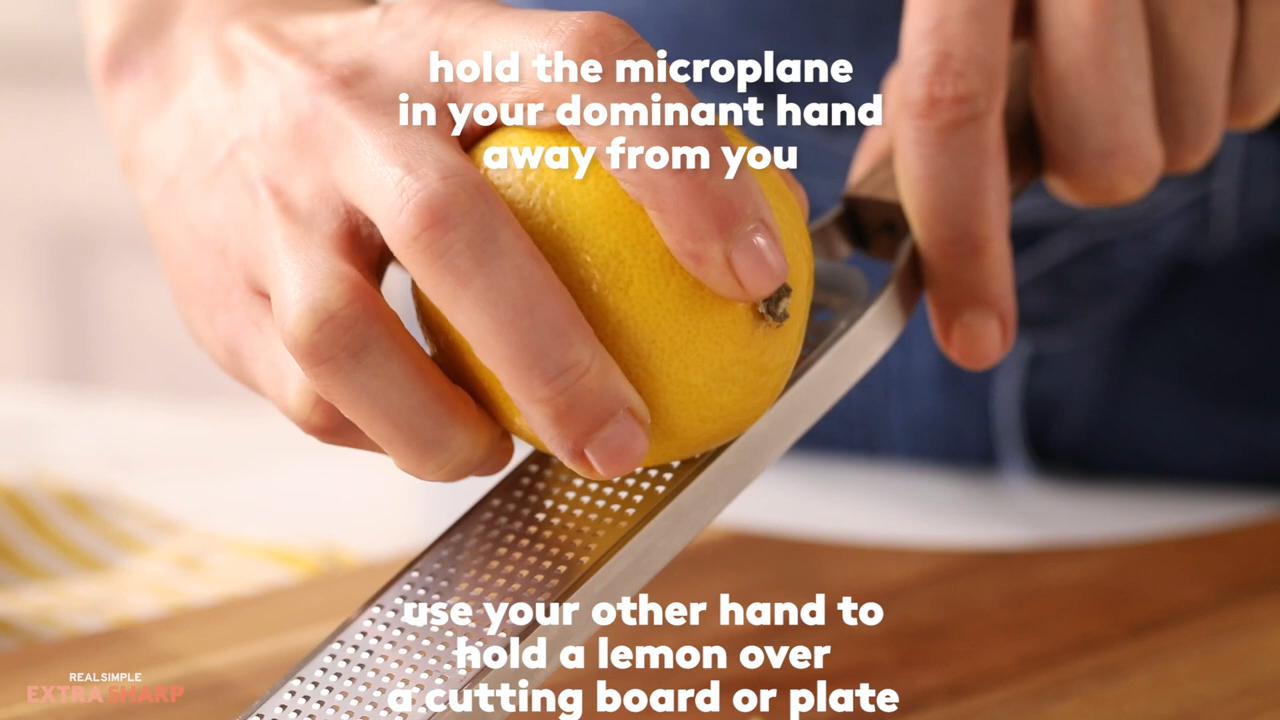 hold the microplane
in your dominant hand
away from you
use your other hand to
hold a lemon over
a cutting board or plate
REAL SIMPLE
EXTRA SHARP